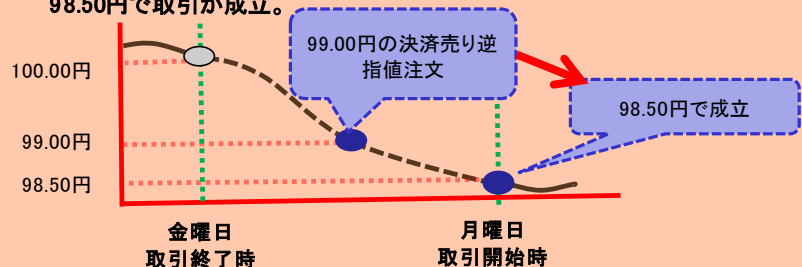 98.50円で取引が成立。
99.00円の決済売り逆
指値注文
100.00円
98.50円で成立
99.00円
98.50円
金曜日
取引終了時
月曜日
取引開始時